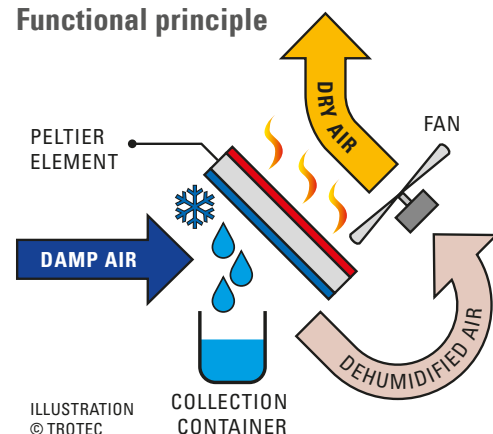 Functional principle
DRY AIR
FAN
PELTIER
ELEMENT
DAMP AIR
DEHUMIDIFIED AIR
COLLECTION
CONTAINER
ILLUSTRATION
© TROTEC